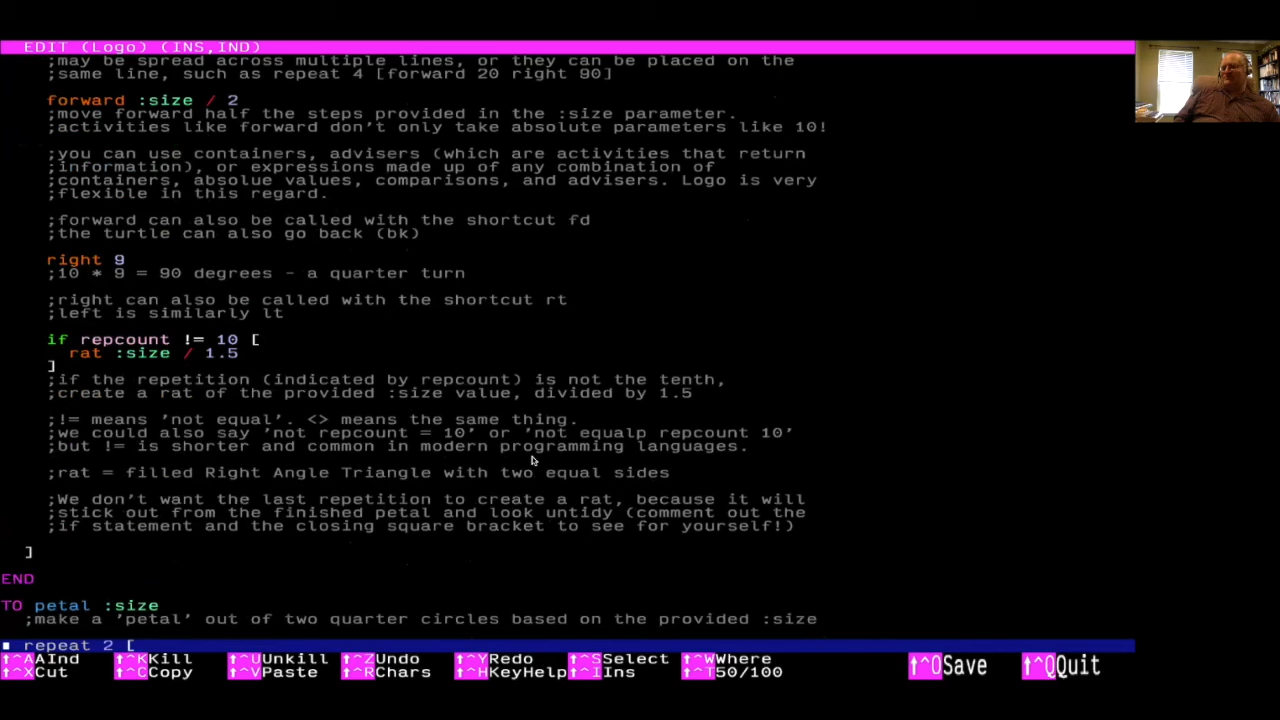 EDIT (Logo) (INS,IND)
;may be spread across multiple lines, or they can be placed on the
;same line, such as repeat 4 [forward 20 right 90]
forward :size / 2
;move forward half the steps provided in the :size parameter.
;activities like forward don't only take absolute parameters like 10!
;you can use containers, advisers (which are activities that return
;information), or expressions made up of any combination of
;containers, absolue values, comparisons, and advisers. Logo is very
;flexible in this regard.
;forward can also be called with the shortcut fd
;the turtle can also go back (bk)
right 9
;10 * 9 = 90 degrees - a quarter turn
;right can also be called with the shortcut rt
;left is similarly lt
if repcount != 10 [
rat :size / 1.5
]
;if the repetition (indicated by repcount) is not the tenth,
;create a rat of the provided :size value, divided by 1.5
;!= means 'not equal'. <> means the same thing.
;we could also say 'not repcount = 10' or 'not equalp repcount 10'
;but != is shorter and common in modern programming languages.
;rat = filled Right Angle Triangle with two equal sides
;We don't want the last repetition to create a rat, because it will
;stick out from the finished petal and look untidy (comment out the
;if statement and the closing square bracket to see for yourself!)
]
END
TO petal :size
;make a 'petal' out of two quarter circles based on the provided :size
repeat 2 [
↑^AAInd ↑^KKill ↑^UUnkill ↑^ZUndo ↑^YRedo ↑^SSelect ↑^WWhere ↑^OSave ↑^QQuit
↑^XCut ↑^CCopy ↑^VPaste ↑^RChars ↑^HKeyHelp ↑^IIns ↑^T50/100